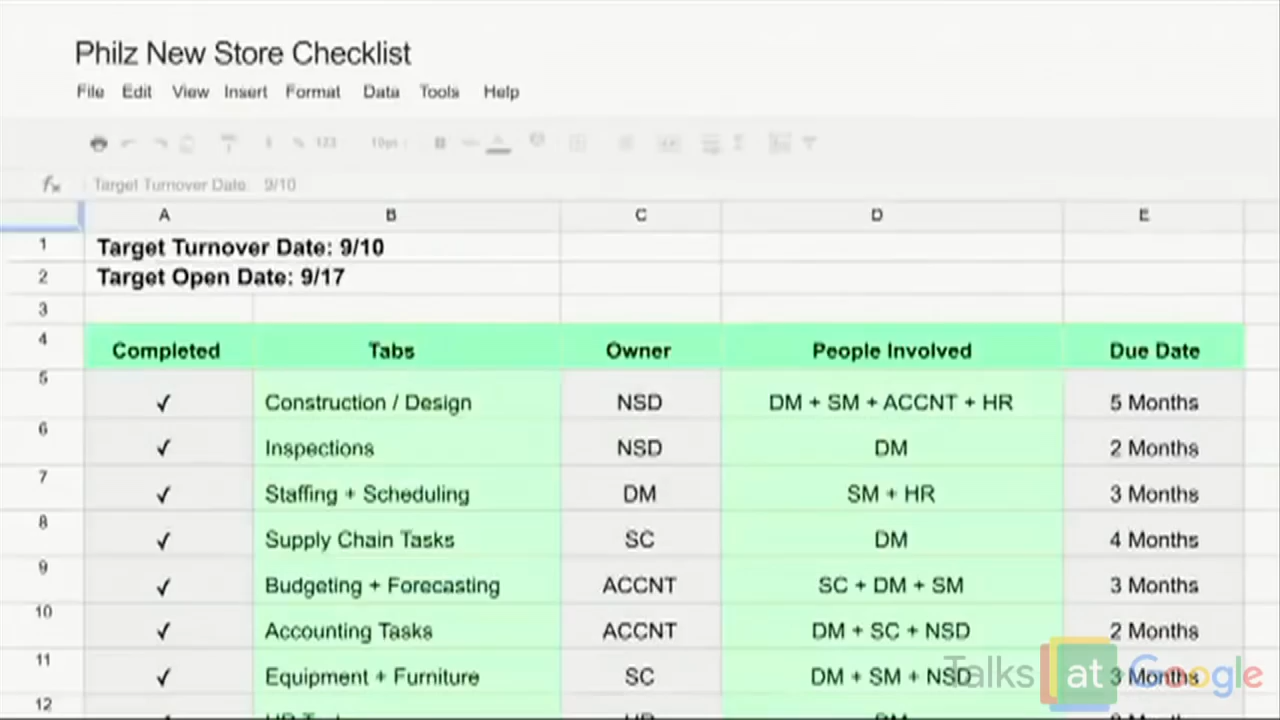 Philz New Store Checklist
File Edit View Insert Format Data Tools Help
123 10pt B A
fx Target Turnover Date: 9/10
A B C D E
1 Target Turnover Date: 9/10
2 Target Open Date: 9/17
3
4 Completed Tabs Owner People Involved Due Date
5 ✓ Construction / Design NSD DM + SM + ACCNT + HR 5 Months
6 ✓ Inspections NSD DM 2 Months
7 ✓ Staffing + Scheduling DM SM + HR 3 Months
8 ✓ Supply Chain Tasks SC DM 4 Months
9 ✓ Budgeting + Forecasting ACCNT SC + DM + SM 3 Months
10 ✓ Accounting Tasks ACCNT DM + SC + NSD 2 Months
11 ✓ Equipment + Furniture SC DM + SM + NSD 3 Months
Talks at Google
12